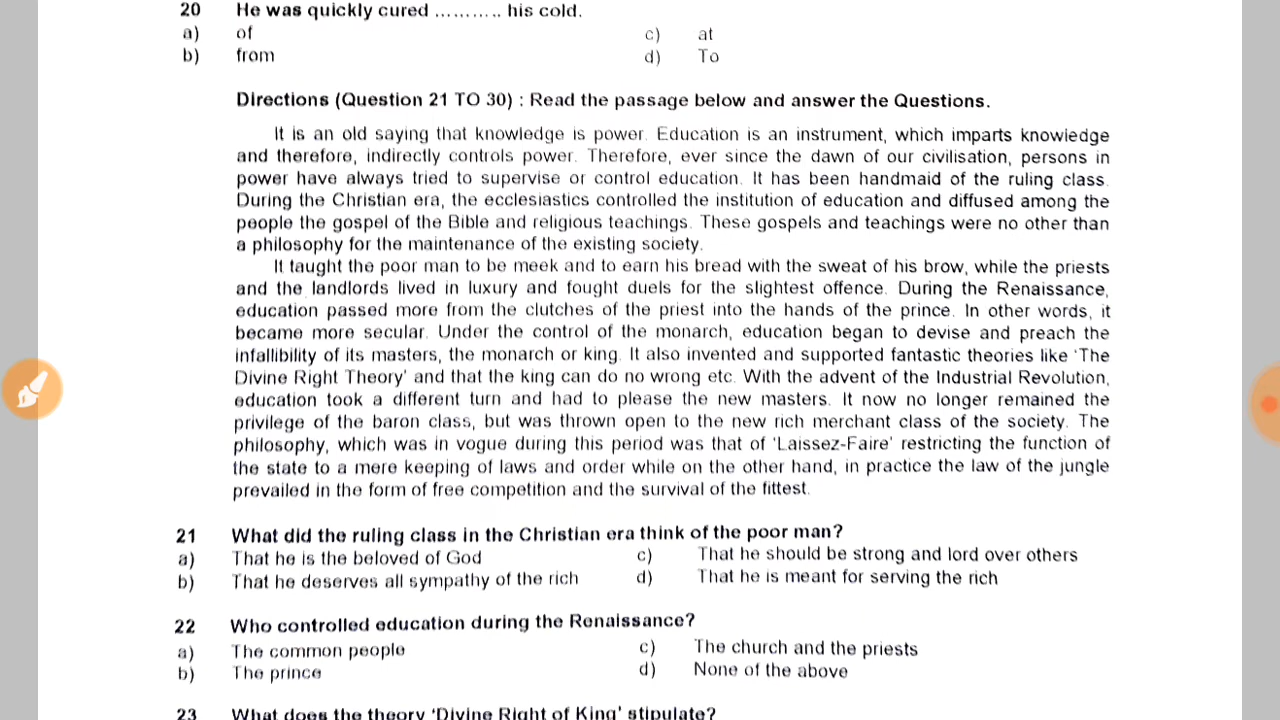 20 He was quickly cured ........... his cold.
a) of c) at
b) from d) To
Directions (Question 21 TO 30) : Read the passage below and answer the Questions.
It is an old saying that knowledge is power. Education is an instrument, which imparts knowledge
and therefore, indirectly controls power. Therefore, ever since the dawn of our civilisation, persons in
power have always tried to supervise or control education. It has been handmaid of the ruling class.
During the Christian era, the ecclesiastics controlled the institution of education and diffused among the
people the gospel of the Bible and religious teachings. These gospels and teachings were no other than
a philosophy for the maintenance of the existing society.
It taught the poor man to be meek and to earn his bread with the sweat of his brow, while the priests
and the landlords lived in luxury and fought duels for the slightest offence. During the Renaissance,
education passed more from the clutches of the priest into the hands of the prince. In other words, it
became more secular. Under the control of the monarch, education began to devise and preach the
infallibility of its masters, the monarch or king. It also invented and supported fantastic theories like 'The
Divine Right Theory' and that the king can do no wrong etc. With the advent of the Industrial Revolution,
education took a different turn and had to please the new masters. It now no longer remained the
privilege of the baron class, but was thrown open to the new rich merchant class of the society. The
philosophy, which was in vogue during this period was that of 'Laissez-Faire' restricting the function of
the state to a mere keeping of laws and order while on the other hand, in practice the law of the jungle
prevailed in the form of free competition and the survival of the fittest.
21 What did the ruling class in the Christian era think of the poor man?
a) That he is the beloved of God c) That he should be strong and lord over others
b) That he deserves all sympathy of the rich d) That he is meant for serving the rich
22 Who controlled education during the Renaissance?
a) The common people c) The church and the priests
b) The prince d) None of the above
23 What does the theory 'Divine Right of King' stipulate?